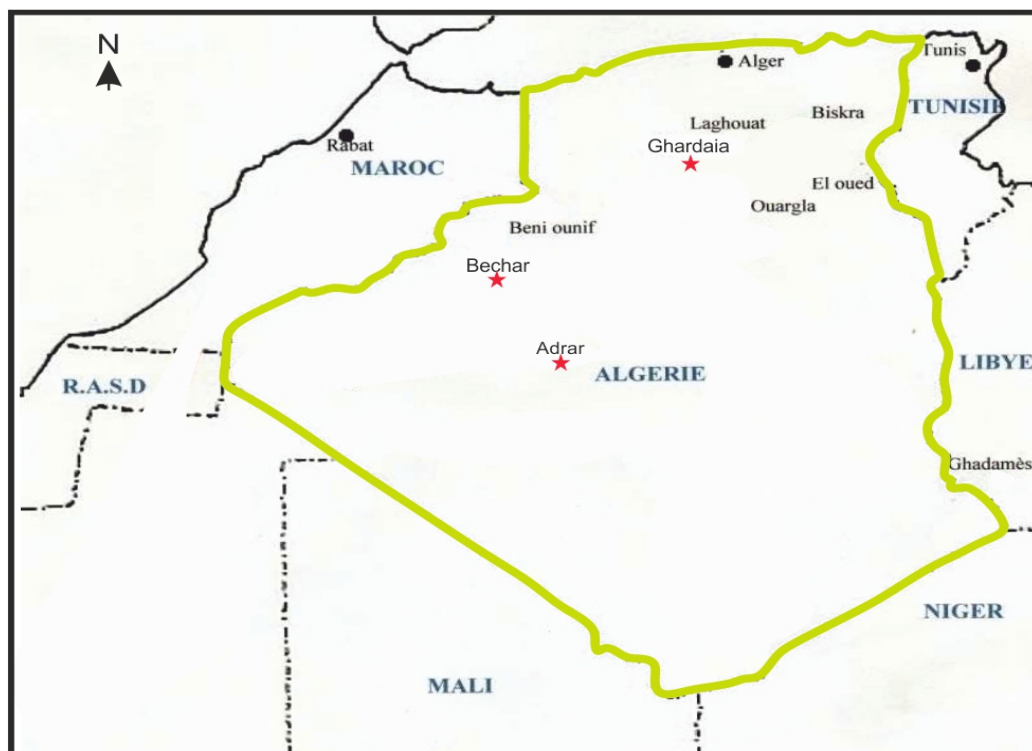 N
Tunis
Alger
Biskra
TUNISIE
Laghouat
Rabat
Ghardaia
MAROC
El oued
Ouargla
Beni ounif
Bechar
Adrar
LIBYE
ALGERIE
R.A.S.D
Ghadamès
NIGER
MALI